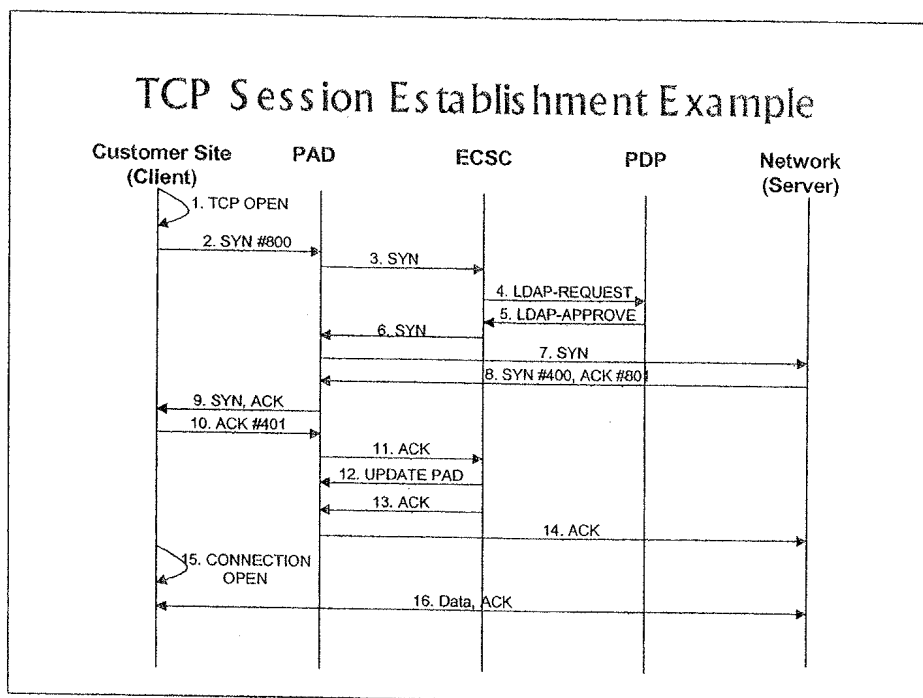 TCP Session Establishment Example
Customer Site
(Client)
PAD
ECSC
PDP
Network
(Server)
1. TCP OPEN
2. SYN #800
3. SYN
4. LDAP-REQUEST
5. LDAP-APPROVE
6. SYN
7. SYN
8. SYN #400, ACK #801
9. SYN, ACK
10. ACK #401
11. ACK
12. UPDATE PAD
13. ACK
14. ACK
15. CONNECTION
OPEN
16. Data, ACK